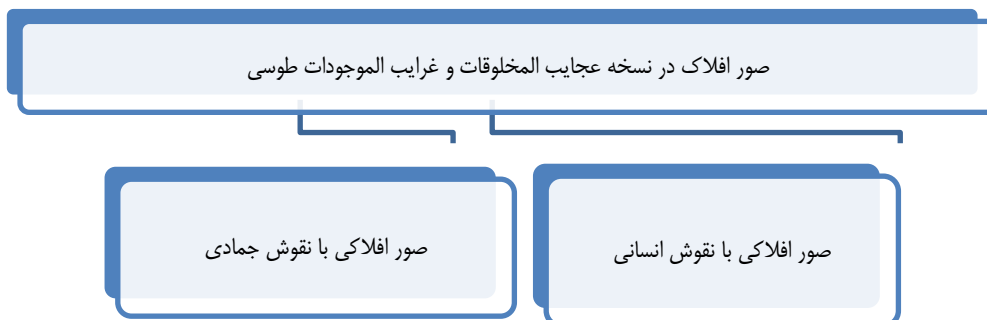 صور افلاک در نسخه عجایب المخلوقات و غرایب الموجودات طوسی
صور افلاکی با نقوش انسانی
صور افلاکی با نقوش جمادی